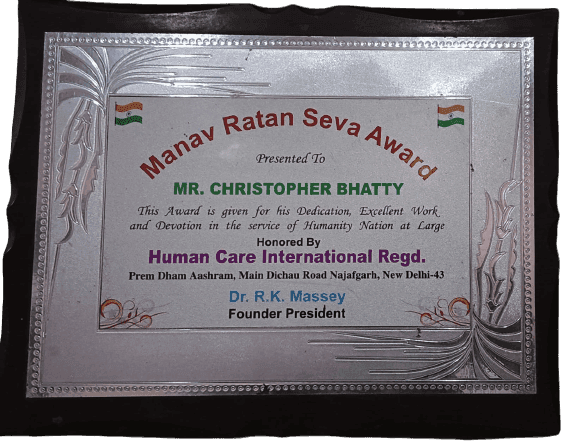 Manav Ratan Seva Award
Presented To
MR. CHRISTOPHER BHATTY
This Award is given for his Dedication, Excellent Work
and Devotion in the service of Humanity Nation at Large
Honored By
Human Care International Regd.
Prem Dham Aashram, Main Dichau Road Najafgarh, New Delhi-43
Dr. R.K. Massey
Founder President